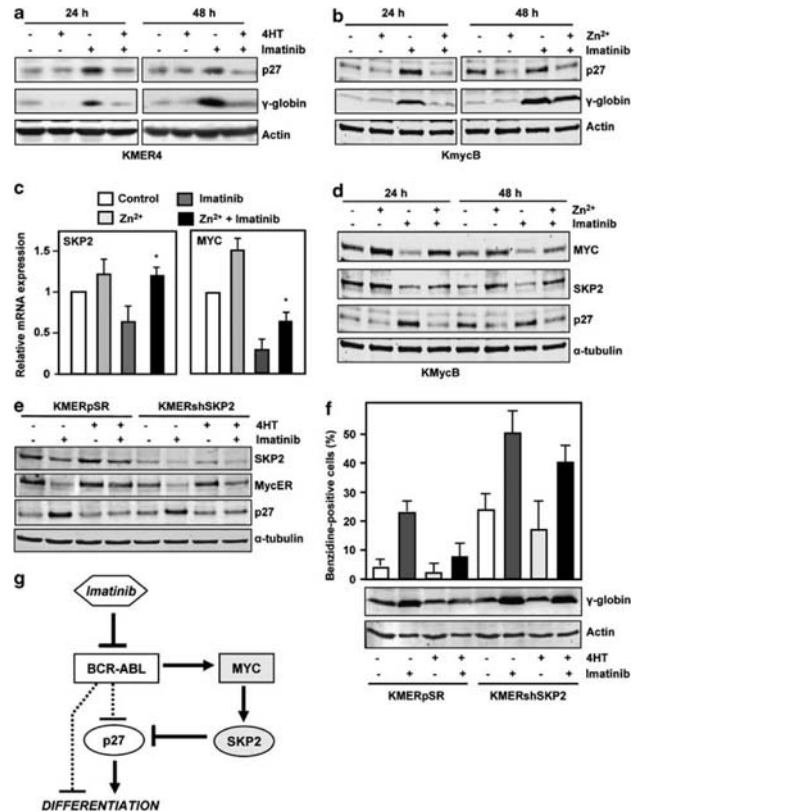 a
24 h 48 h
- + - + - + - + 4HT
- - + + - - + + Imatinib
p27
γ-globin
Actin
KMER4
b
24 h 48 h
- + - + - + - + Zn²⁺
- - + + - - + + Imatinib
p27
γ-globin
Actin
KmycB
c
Control Imatinib
Zn²⁺ Zn²⁺ + Imatinib
Relative mRNA expression
SKP2 MYC
1.5
1
0.5
0
* *
d
24 h 48 h
- + - + - + - + Zn²⁺
- - + + - - + + Imatinib
MYC
SKP2
p27
α-tubulin
KMycB
e
KMERpSR KMERshSKP2
- - + + - - + + 4HT
- + - + - + - + Imatinib
SKP2
MycER
p27
α-tubulin
f
Benzidine-positive cells (%)
50
40
30
20
10
0
γ-globin
Actin
- - + + - - + + 4HT
- + - + - + - + Imatinib
KMERpSR KMERshSKP2
g
Imatinib
BCR-ABL MYC
p27 SKP2
DIFFERENTIATION